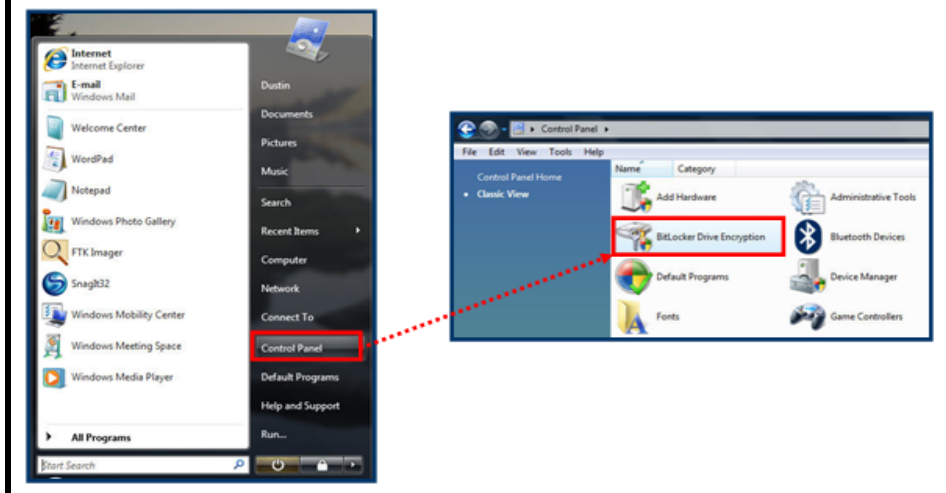 Internet
Internet Explorer
E-mail
Windows Mail
Welcome Center
WordPad
Notepad
Windows Photo Gallery
FTK Imager
SnagIt32
Windows Mobility Center
Windows Meeting Space
Windows Media Player
All Programs
Start Search
Dustin
Documents
Pictures
Music
Search
Recent Items
Computer
Network
Connect To
Control Panel
Default Programs
Help and Support
Run...
Control Panel
File Edit View Tools Help
Control Panel Home
Classic View
Name Category
Add Hardware Administrative Tools
BitLocker Drive Encryption Bluetooth Devices
Default Programs Device Manager
Fonts Game Controllers